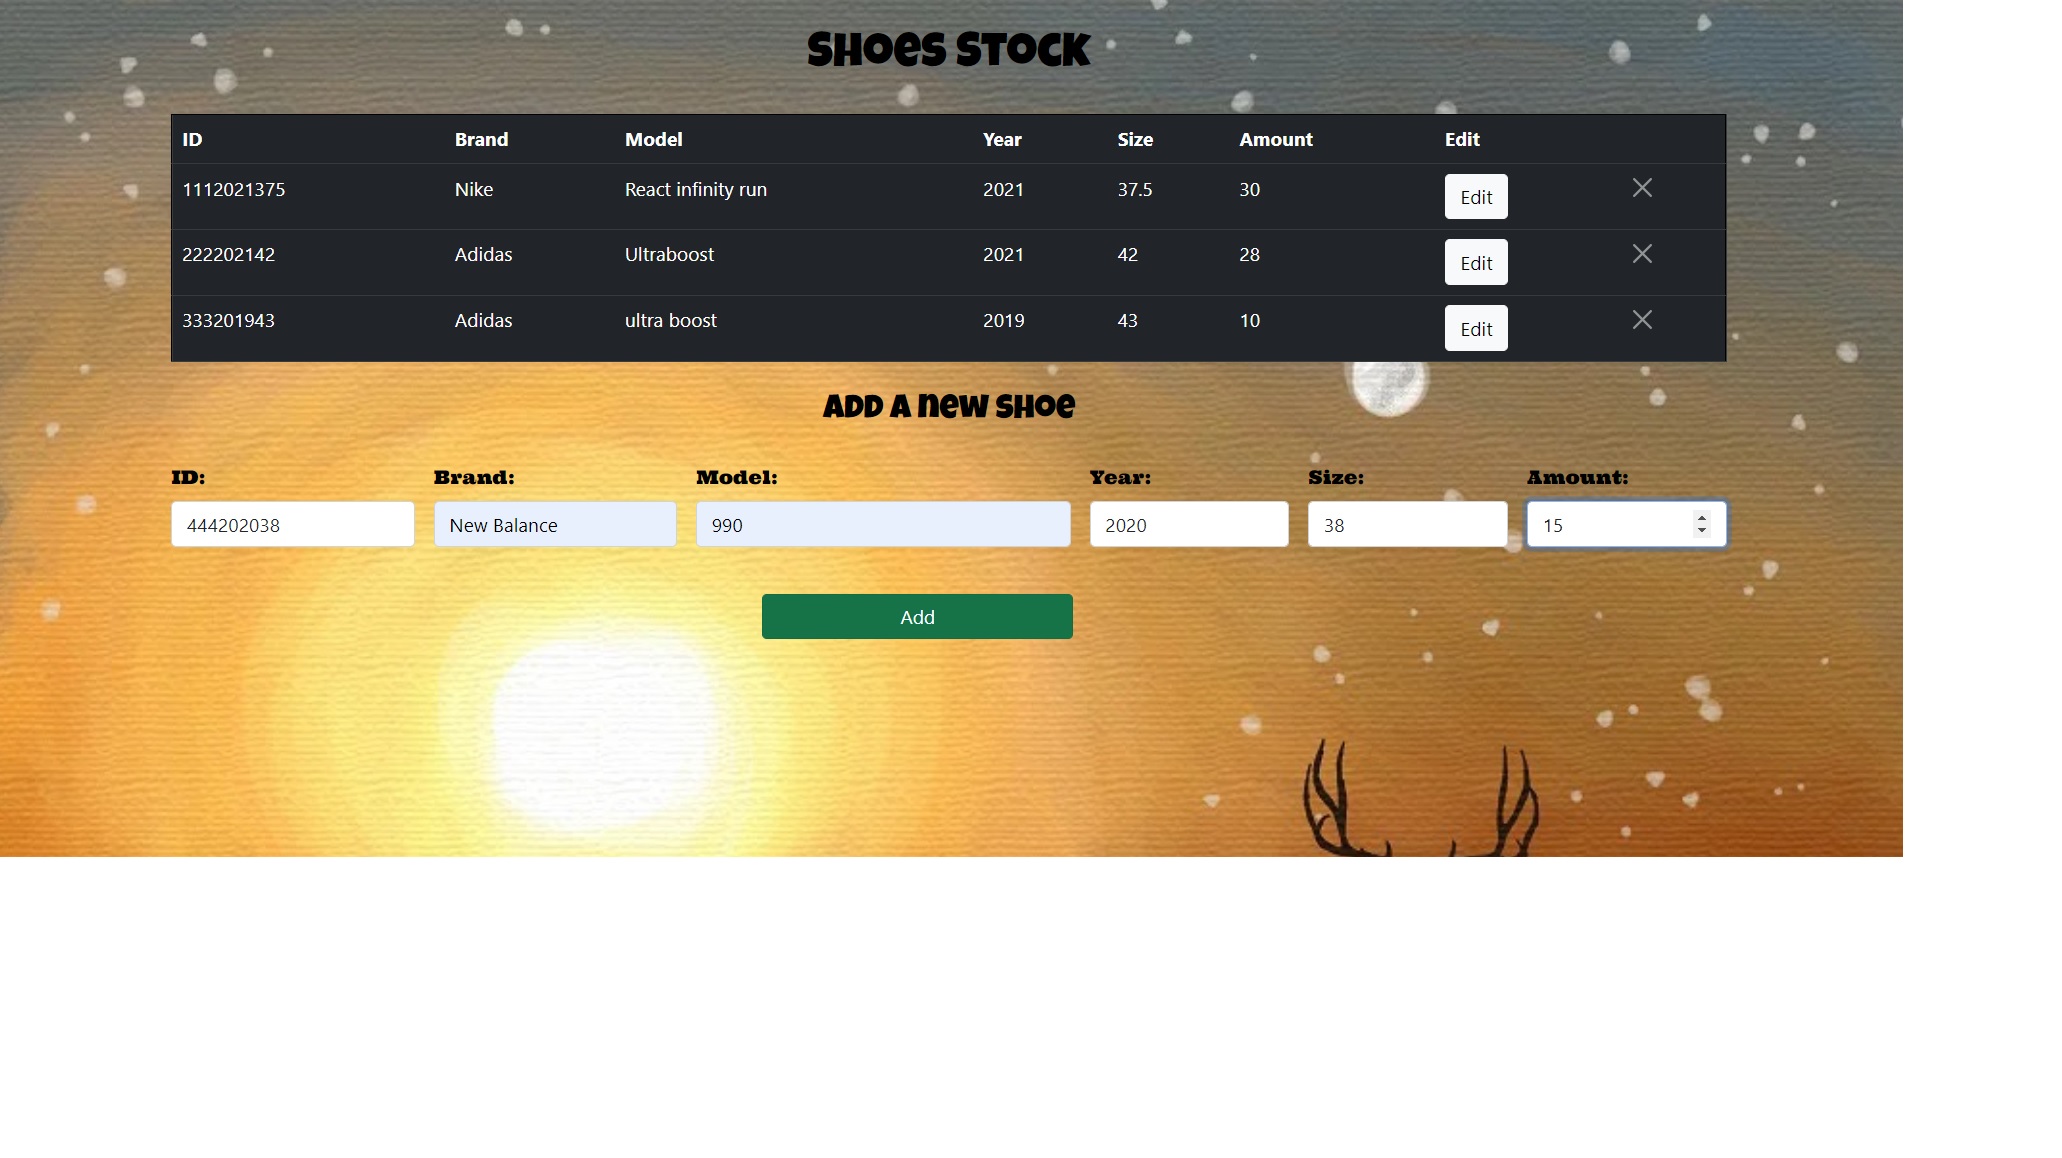 SHOES STOCK
ID Brand Model Year Size Amount Edit
1112021375 Nike React infinity run 2021 37.5 30 Edit
222202142 Adidas Ultraboost 2021 42 28 Edit
333201943 Adidas ultra boost 2019 43 10 Edit
ADD A NEW SHOE
ID: Brand: Model: Year: Size: Amount:
444202038 New Balance 990 2020 38 15
Add